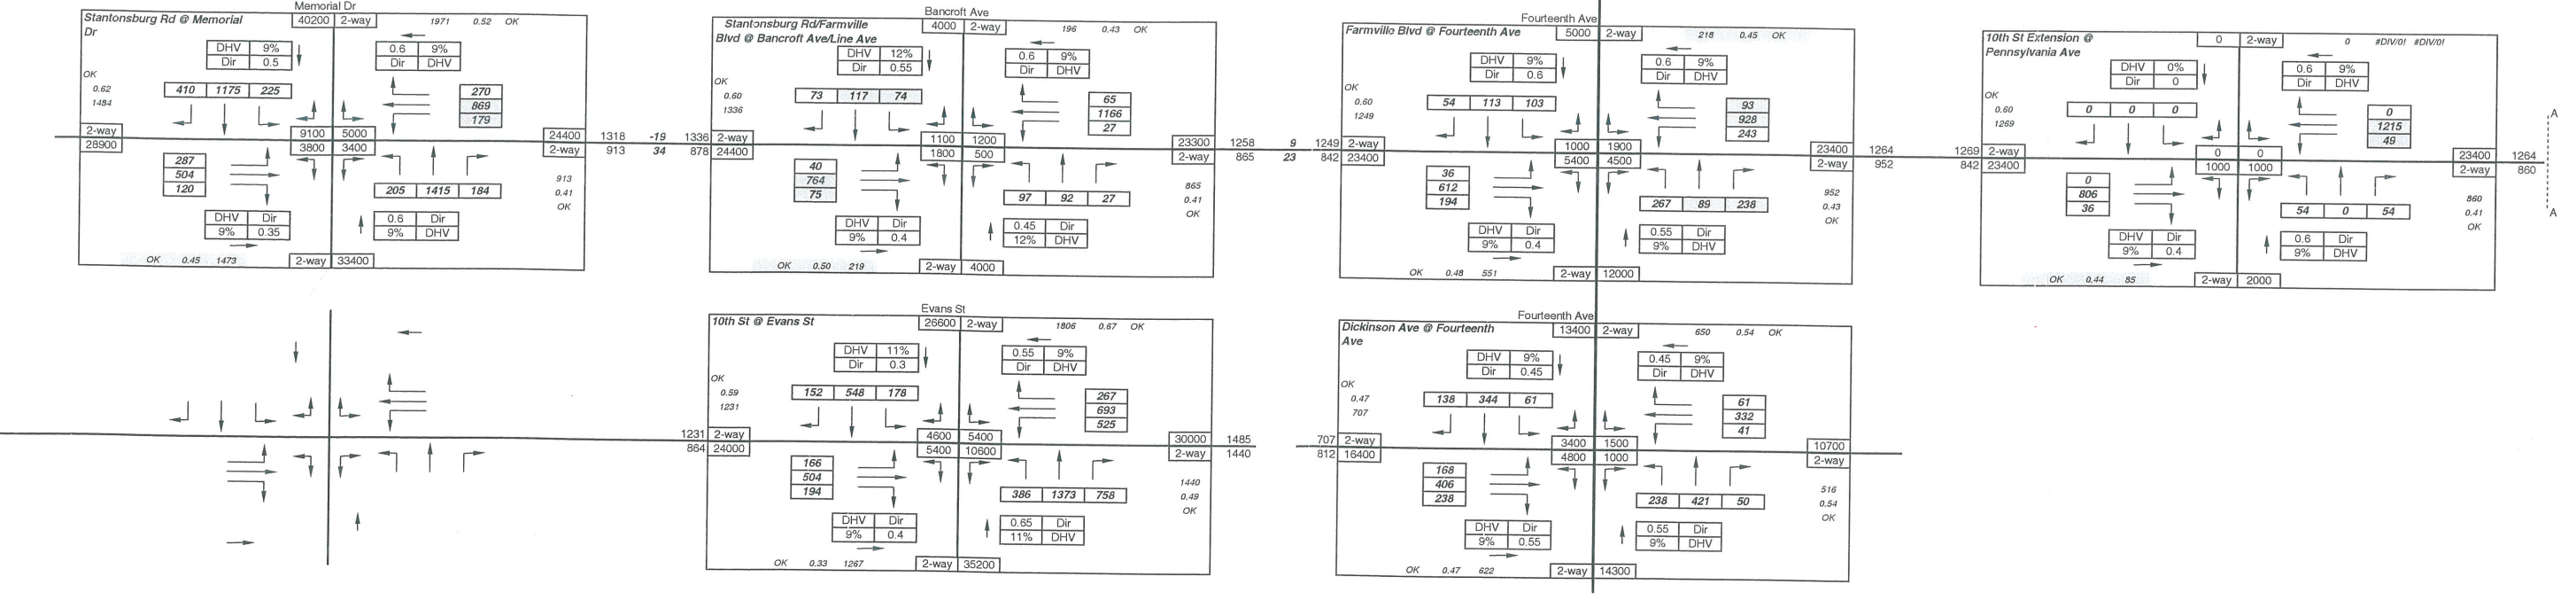 Memorial Dr
Stantonsburg Rd @ Memorial Dr
40200 2-way
1971 0.52 OK
DHV 9%
Dir 0.5
0.6 9%
Dir DHV
OK
0.62
1484
410 1175 225
270
869
179
2-way
28900
9100 5000
3800 3400
24400
2-way
1318 -19 1336
913 34 878
287
504
120
205 1415 184
913
0.41
OK
DHV Dir
9% 0.35
0.6 Dir
9% DHV
OK 0.45 1473
2-way 33400
Bancroft Ave
Stantonsburg Rd/Farmville
Blvd @ Bancroft Ave/Line Ave
4000 2-way
196 0.43 OK
DHV 12%
Dir 0.55
0.6 9%
Dir DHV
OK
0.60
1336
73 117 74
65
1166
27
2-way
24400
1100 1200
1800 500
23300
2-way
1258 9 1249
865 23 842
40
764
75
97 92 27
865
0.41
OK
DHV Dir
9% 0.4
0.45 Dir
12% DHV
OK 0.50 219
2-way 4000
Fourteenth Ave
Farmville Blvd @ Fourteenth Ave
5000 2-way
218 0.45 OK
DHV 9%
Dir 0.6
0.6 9%
Dir DHV
OK
0.60
1249
54 113 103
93
928
243
2-way
23400
1000 1900
5400 4500
23400
2-way
1264 1269
952 842
36
612
194
267 89 238
952
0.43
OK
DHV Dir
9% 0.4
0.55 Dir
9% DHV
OK 0.48 551
2-way 12000
10th St Extension @
Pennsylvania Ave
0 2-way
0 #DIV/0! #DIV/0!
DHV 0%
Dir 0
0.6 9%
Dir DHV
OK
0.60
1269
0 0 0
0
1215
49
A
2-way
23400
0 0
1000 1000
23400
2-way
1264
860
0
806
36
54 0 54
860
0.41
OK
A
DHV Dir
9% 0.4
0.6 Dir
9% DHV
OK 0.44 85
2-way 2000
Evans St
10th St @ Evans St
26600 2-way
1806 0.67 OK
DHV 11%
Dir 0.3
0.55 9%
Dir DHV
OK
0.59
1231
152 548 178
267
693
525
1231 2-way
864 24000
4600 5400
5400 10600
30000 1485
2-way 1440
166
504
194
386 1373 758
1440
0.49
OK
DHV Dir
9% 0.4
0.65 Dir
11% DHV
OK 0.33 1267
2-way 35200
Fourteenth Ave
Dickinson Ave @ Fourteenth
Ave
13400 2-way
650 0.54 OK
DHV 9%
Dir 0.45
0.45 9%
Dir DHV
OK
0.47
707
138 344 61
61
332
41
707 2-way
812 16400
3400 1500
4800 1000
10700
2-way
168
406
238
238 421 50
516
0.54
OK
DHV Dir
9% 0.55
0.55 Dir
9% DHV
OK 0.47 622
2-way 14300